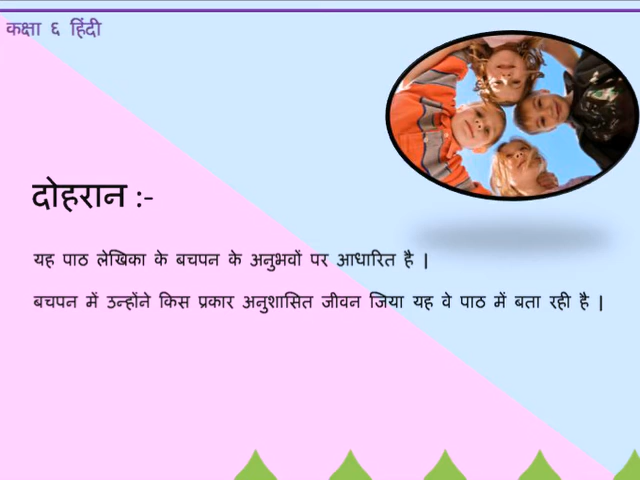 कक्षा ६ हिंदी
दोहरान :-
यह पाठ लेखिका के बचपन के अनुभवों पर आधारित है |
बचपन में उन्होंने किस प्रकार अनुशासित जीवन जिया यह वे पाठ में बता रही है |